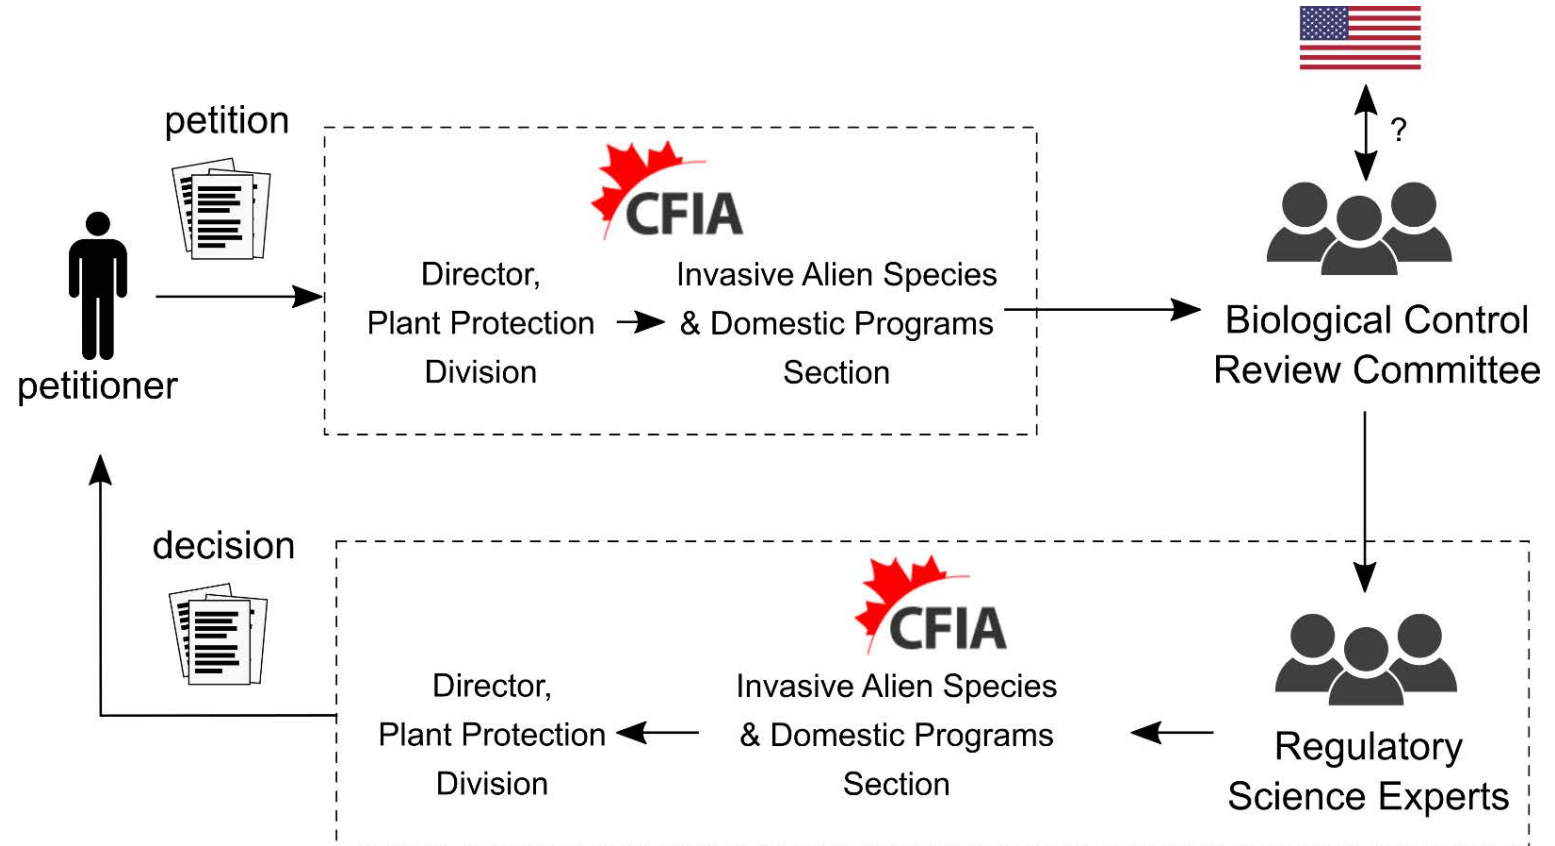 petition
CFIA
?
Director,
Plant Protection
Division
Invasive Alien Species
& Domestic Programs
Section
petitioner
Biological Control
Review Committee
decision
CFIA
Director,
Plant Protection
Division
Invasive Alien Species
& Domestic Programs
Section
Regulatory
Science Experts